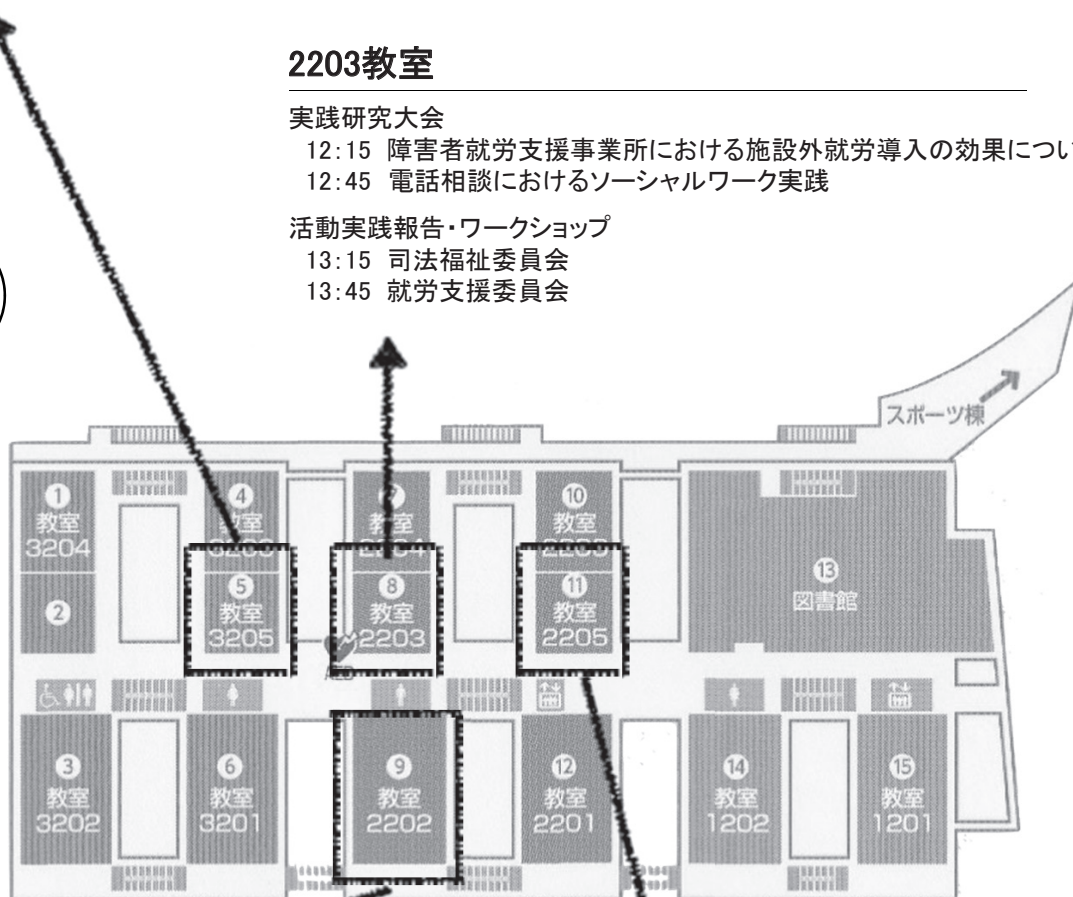 2203教室
実践研究大会
12:15 障害者就労支援事業所における施設外就労導入の効果につい
12:45 電話相談におけるソーシャルワーク実践
活動実践報告・ワークショップ
13:15 司法福祉委員会
13:45 就労支援委員会
スポーツ棟
① 教室 3204
②
④ 教室
⑤ 教室 3205
教室
⑧ 教室 2203
AED
⑩ 教室
⑪ 教室 2205
⑬ 図書館
③ 教室 3202
⑥ 教室 3201
⑨ 教室 2202
⑫ 教室 2201
⑭ 教室 1202
⑮ 教室 1201